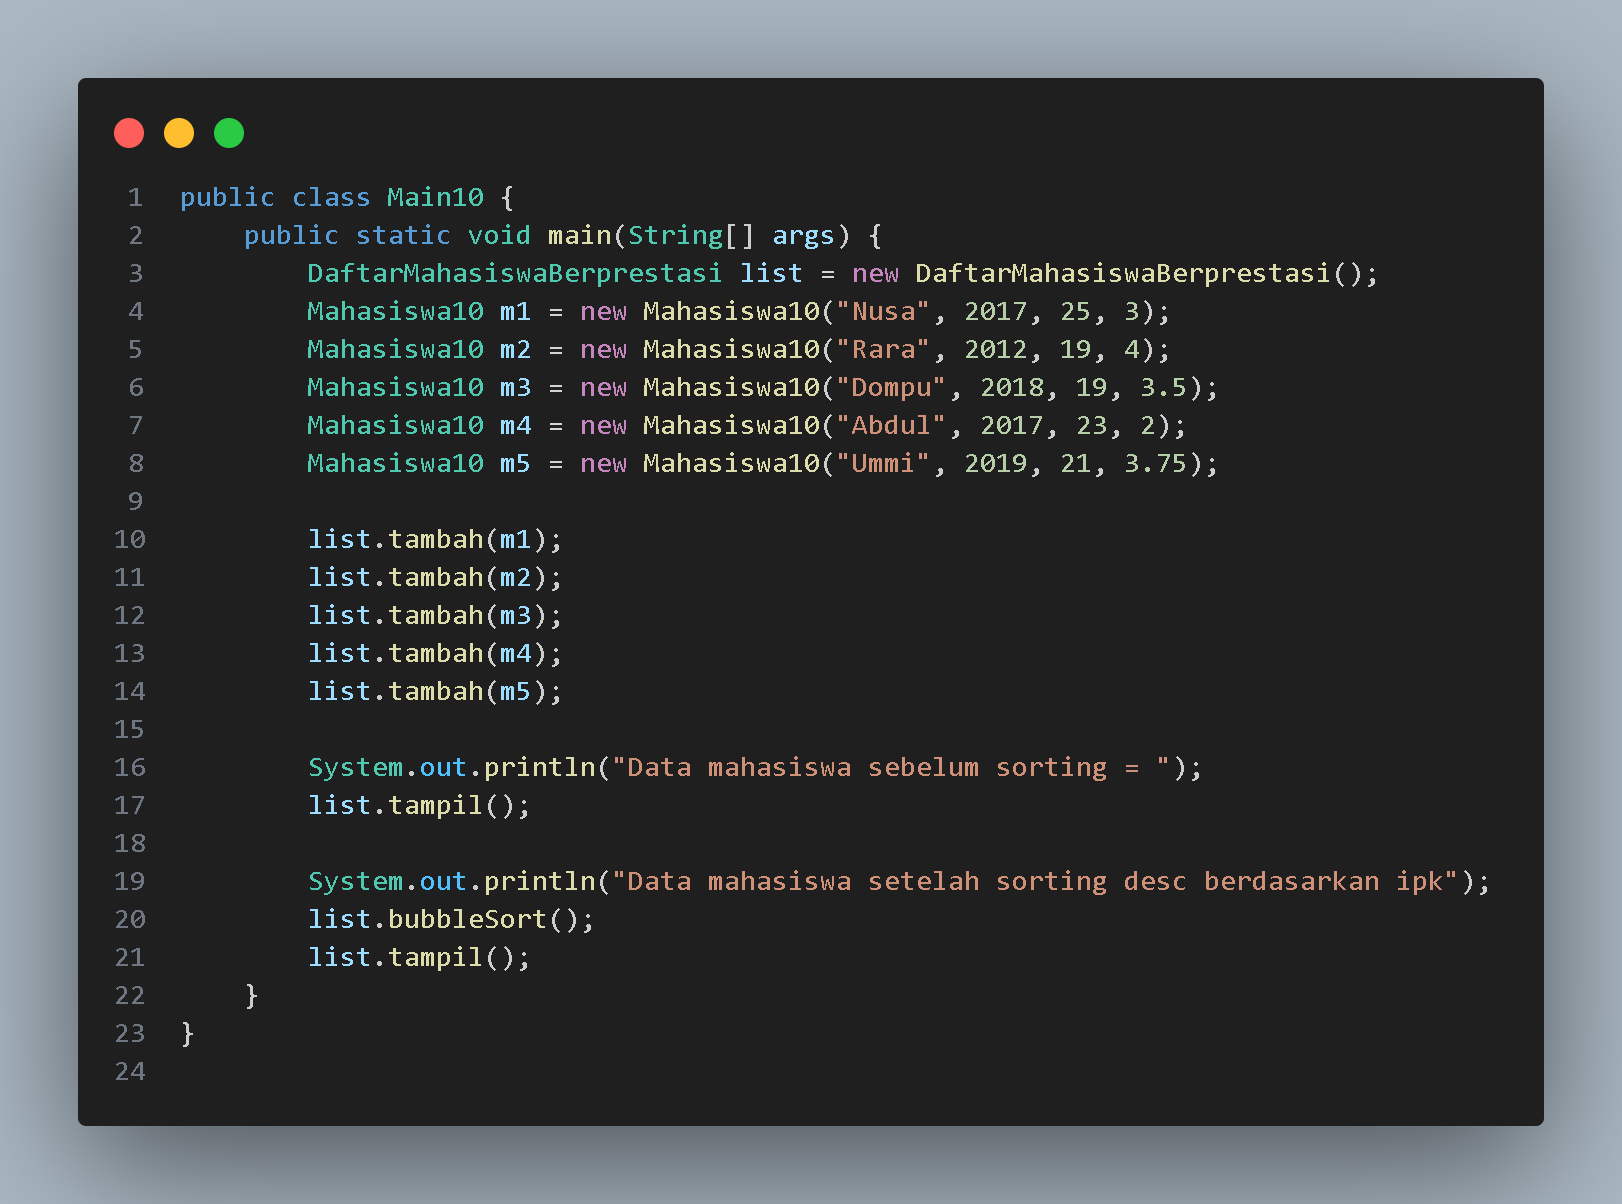 1 public class Main10 {
2     public static void main(String[] args) {
3         DaftarMahasiswaBerprestasi list = new DaftarMahasiswaBerprestasi();
4         Mahasiswa10 m1 = new Mahasiswa10("Nusa", 2017, 25, 3);
5         Mahasiswa10 m2 = new Mahasiswa10("Rara", 2012, 19, 4);
6         Mahasiswa10 m3 = new Mahasiswa10("Dompu", 2018, 19, 3.5);
7         Mahasiswa10 m4 = new Mahasiswa10("Abdul", 2017, 23, 2);
8         Mahasiswa10 m5 = new Mahasiswa10("Ummi", 2019, 21, 3.75);
9
10         list.tambah(m1);
11         list.tambah(m2);
12         list.tambah(m3);
13         list.tambah(m4);
14         list.tambah(m5);
15
16         System.out.println("Data mahasiswa sebelum sorting = ");
17         list.tampil();
18
19         System.out.println("Data mahasiswa setelah sorting desc berdasarkan ipk");
20         list.bubbleSort();
21         list.tampil();
22     }
23 }
24